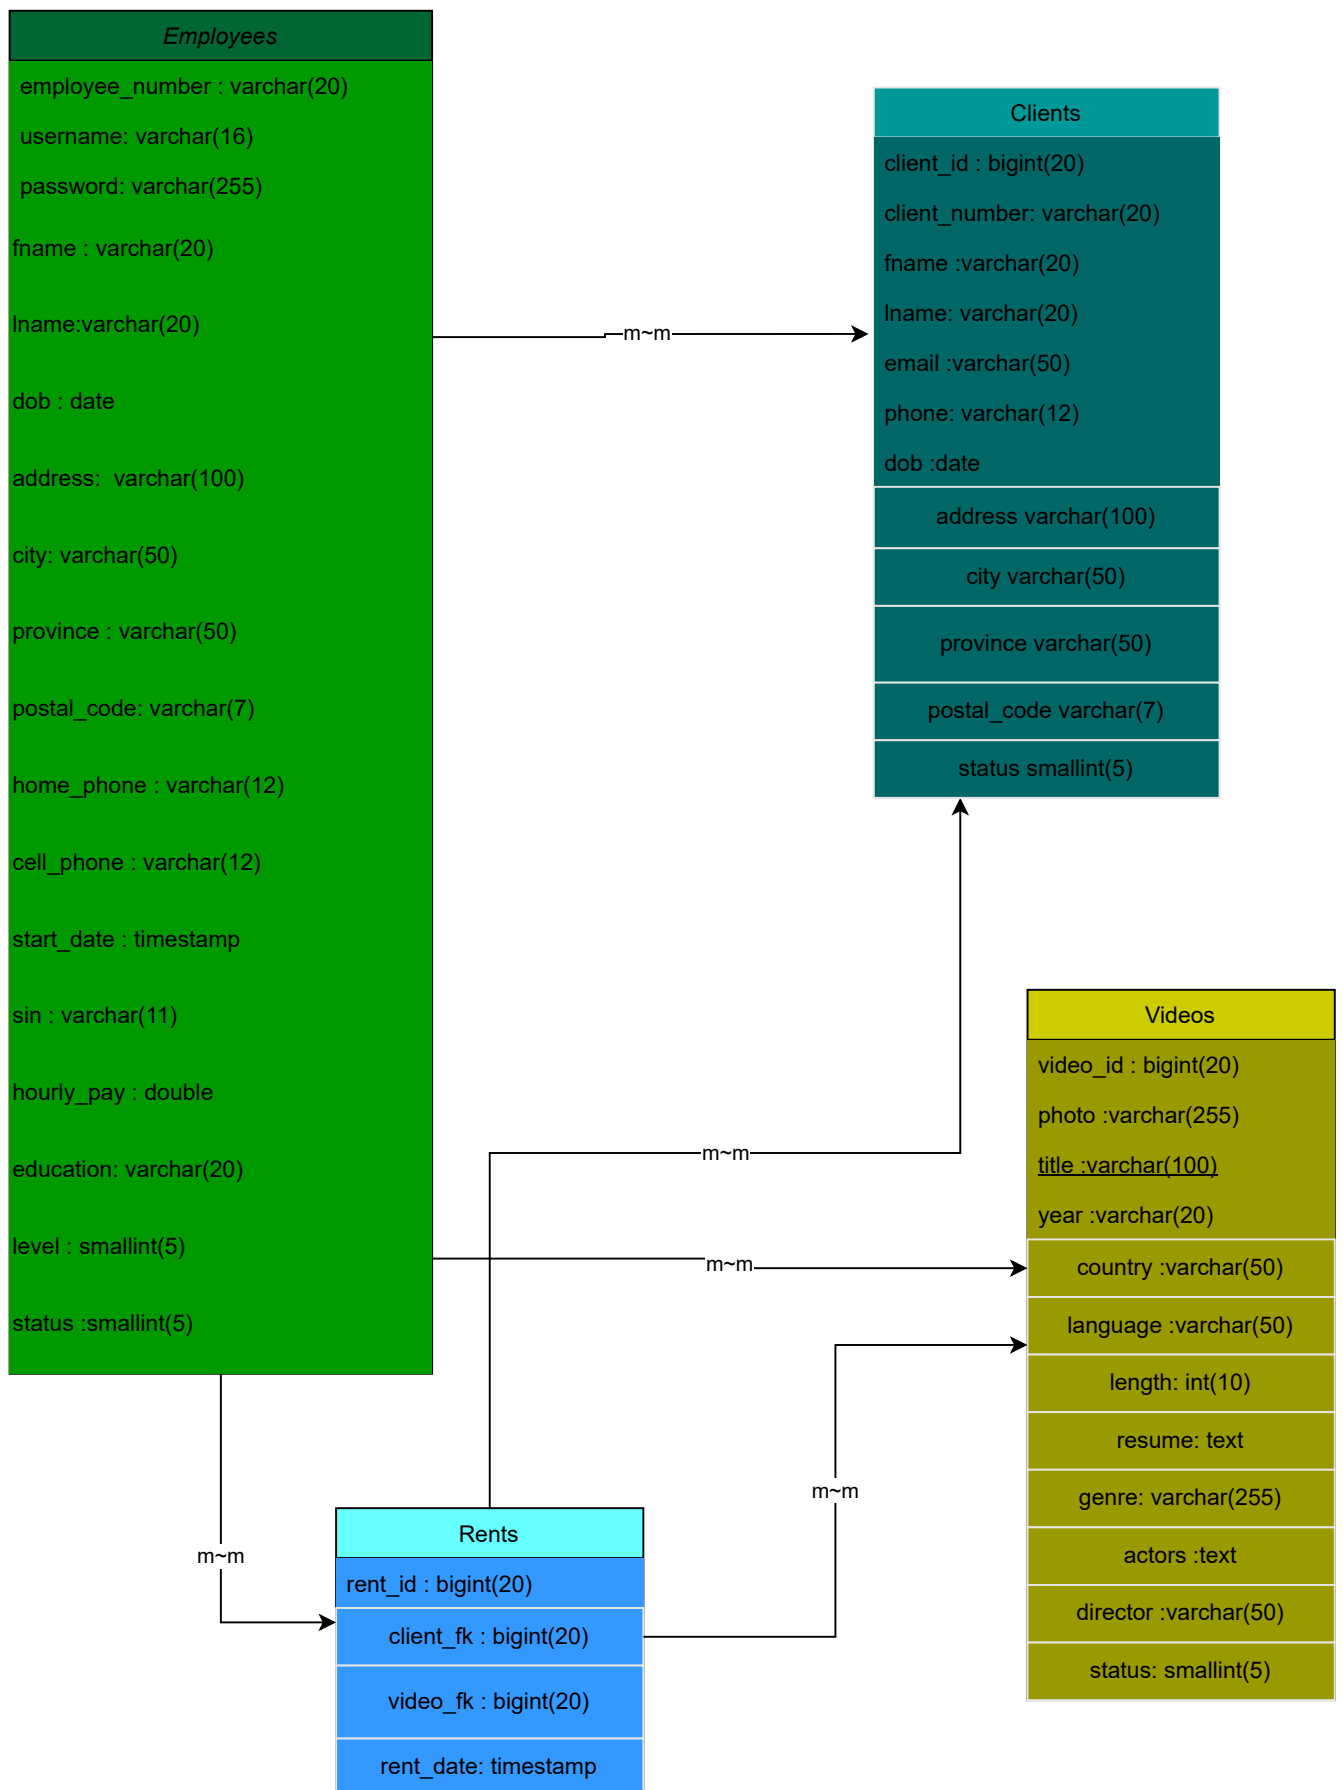 Employees
employee_number : varchar(20)
username: varchar(16)
password: varchar(255)
fname : varchar(20)
lname:varchar(20)
dob : date
address:  varchar(100)
city: varchar(50)
province : varchar(50)
postal_code: varchar(7)
home_phone : varchar(12)
cell_phone : varchar(12)
start_date : timestamp
sin : varchar(11)
hourly_pay : double
education: varchar(20)
level : smallint(5)
status :smallint(5)
m~m
Clients
client_id : bigint(20)
client_number: varchar(20)
fname :varchar(20)
lname: varchar(20)
email :varchar(50)
phone: varchar(12)
dob :date
address varchar(100)
city varchar(50)
province varchar(50)
postal_code varchar(7)
status smallint(5)
m~m
m~m
Videos
video_id : bigint(20)
photo :varchar(255)
title :varchar(100)
year :varchar(20)
country :varchar(50)
language :varchar(50)
length: int(10)
resume: text
genre: varchar(255)
actors :text
director :varchar(50)
status: smallint(5)
m~m
m~m
Rents
rent_id : bigint(20)
client_fk : bigint(20)
video_fk : bigint(20)
rent_date: timestamp